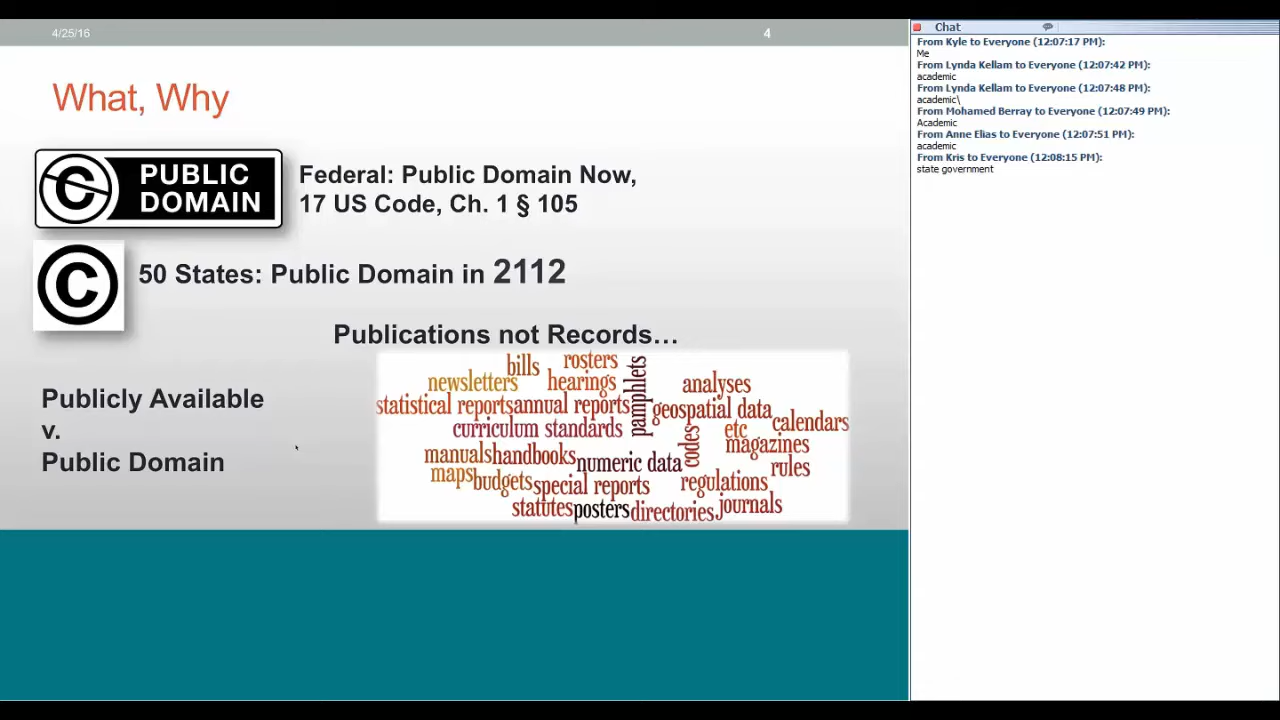 4/25/16
4
What, Why
PUBLIC
DOMAIN
Federal: Public Domain Now,
17 US Code, Ch. 1 § 105
C
50 States: Public Domain in 2112
Publications not Records…
Publicly Available
v.
Public Domain
bills
rosters
pamphlets
newsletters
hearings
analyses
statistical reports
annual reports
geospatial data
curriculum standards
codes
etc
calendars
manuals
handbooks
numeric data
magazines
maps
budgets
special reports
regulations
rules
statutes
posters
directories
journals
Chat
From Kyle to Everyone (12:07:17 PM):
Me
From Lynda Kellam to Everyone (12:07:42 PM):
academic
From Lynda Kellam to Everyone (12:07:48 PM):
academic\
From Mohamed Berray to Everyone (12:07:49 PM):
Academic
From Anne Elias to Everyone (12:07:51 PM):
academic
From Kris to Everyone (12:08:15 PM):
state government